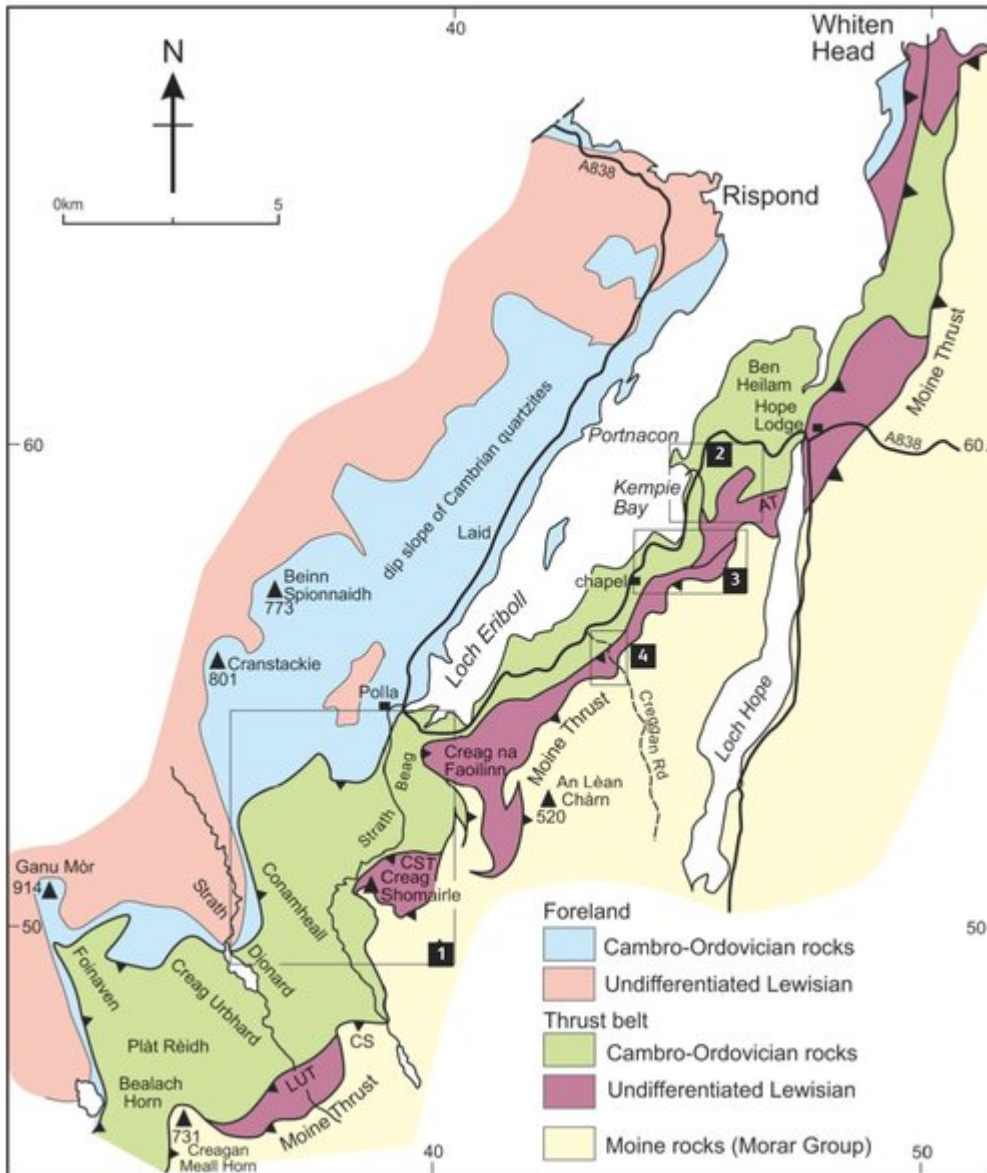 40
Whiten
Head
N
A838
0km
5
Rispond
Moine Thrust
Ben
Heilam
Hope
Lodge
60
Portnacon
A838
60
2
dip slope of Cambrian quartzites
Kempie
Bay
AT
Laid
chapel
3
Beinn
Spionnaidh
773
Loch Eriboll
4
Cranstackie
801
Polla
Loch Hope
Creggan Rd
Moine Thrust
Creag na
Faoilinn
Beag
Strath
An Lèan
Chàrn
520
CST
Creag
Shomairle
Ganu Mòr
914
Strath
Conamheall
50
1
50
Foinaven
Dionard
Creag Urbhard
CS
Plàt Rèidh
LUT
Bealach
Horn
Moine Thrust
731
Creagan
Meall Horn
40
50
Foreland
Cambro-Ordovician rocks
Undifferentiated Lewisian
Thrust belt
Cambro-Ordovician rocks
Undifferentiated Lewisian
Moine rocks (Morar Group)